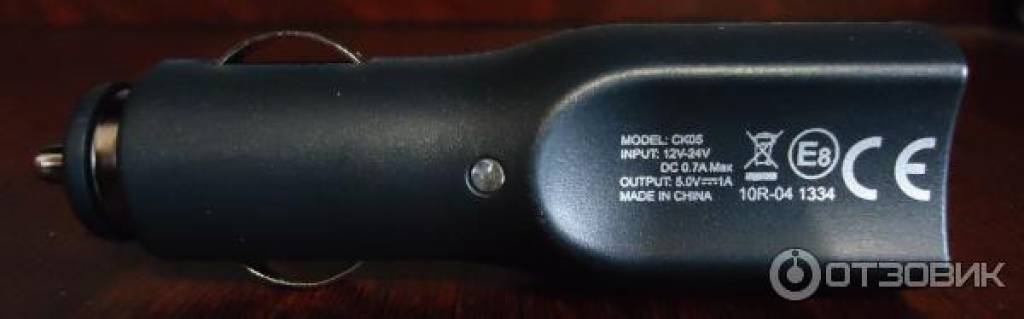 MODEL: CK05
INPUT: 12V-24V
DC 0.7A Max
OUTPUT: 5.0V⎓1A
MADE IN CHINA
E8
10R-04 1334
CE
ОТЗОВИК